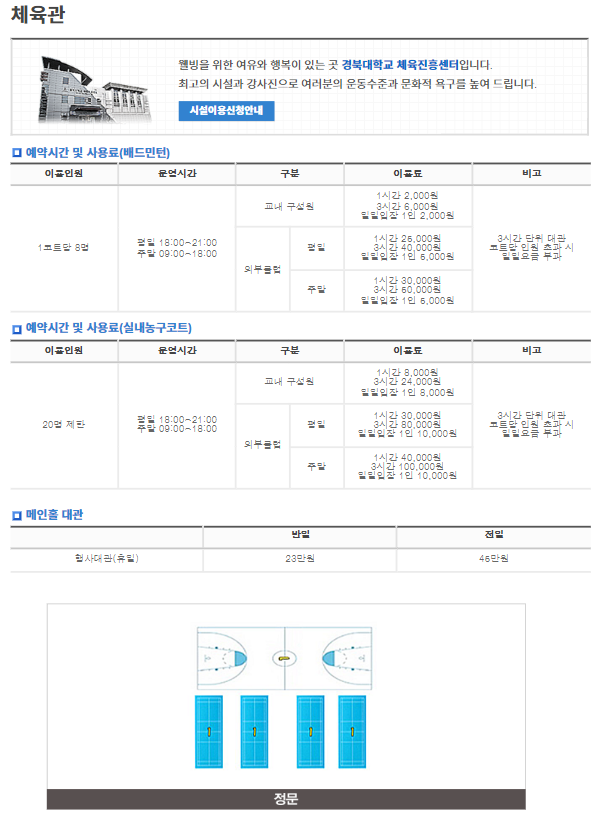 체육관
웰빙을 위한 여유와 행복이 있는 곳 경북대학교 체육진흥센터입니다.
최고의 시설과 강사진으로 여러분의 운동수준과 문화적 욕구를 높여 드립니다.
시설이용신청안내
예약시간 및 사용료(배드민턴)
이용인원 운영시간 구분 이용료 비고
1코트당 8명
평일 18:00~21:00
주말 09:00~18:00
교내 구성원
1시간 2,000원
3시간 6,000원
일일입장 1인 2,000원
외부클럽
평일
1시간 25,000원
3시간 40,000원
일일입장 1인 5,000원
주말
1시간 30,000원
3시간 60,000원
일일입장 1인 5,000원
3시간 단위 대관
코트당 인원 초과 시
일일요금 부과
예약시간 및 사용료(실내농구코트)
이용인원 운영시간 구분 이용료 비고
20명 제한
평일 18:00~21:00
주말 09:00~18:00
교내 구성원
1시간 8,000원
3시간 24,000원
일일입장 1인 8,000원
외부클럽
평일
1시간 30,000원
3시간 80,000원
일일입장 1인 10,000원
주말
1시간 40,000원
3시간 100,000원
일일입장 1인 10,000원
3시간 단위 대관
코트당 인원 초과 시
일일요금 부과
메인홀 대관
반일 전일
행사대관(휴일) 23만원 46만원
정문